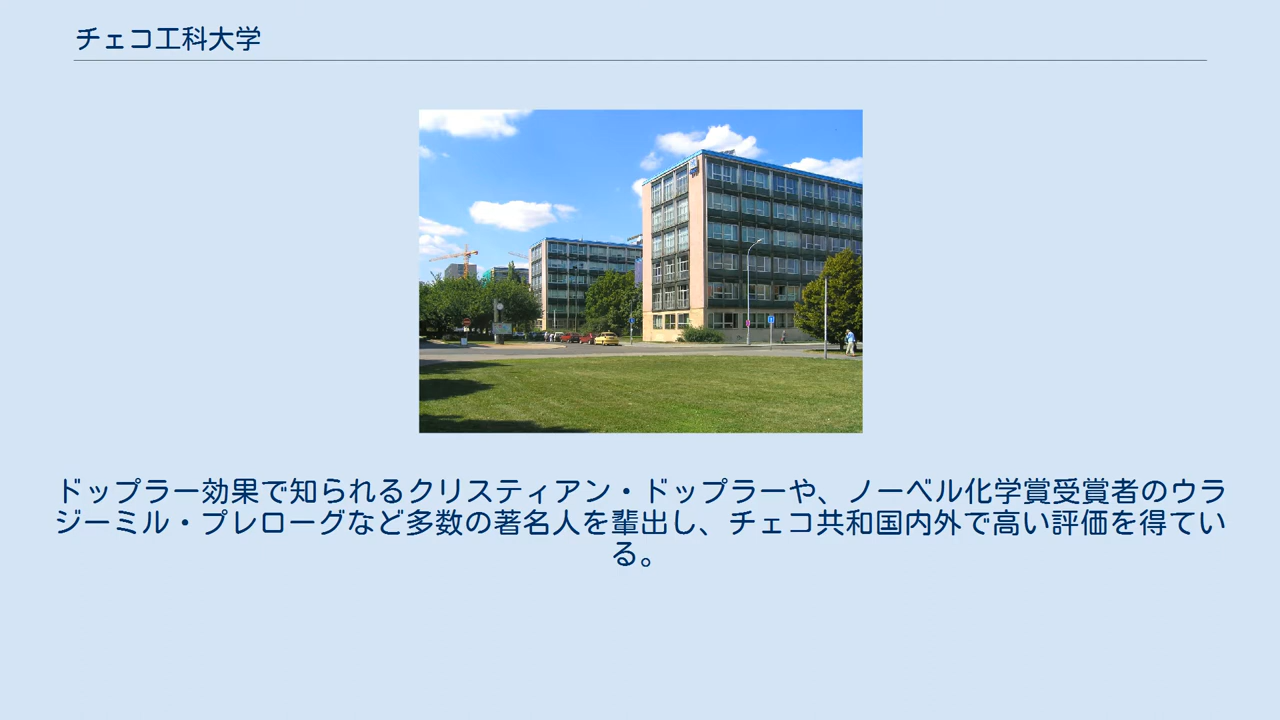 チェコ工科大学
ドップラー効果で知られるクリスティアン・ドップラーや、ノーベル化学賞受賞者のウラ
ジーミル・プレローグなど多数の著名人を輩出し、チェコ共和国内外で高い評価を得てい
る。